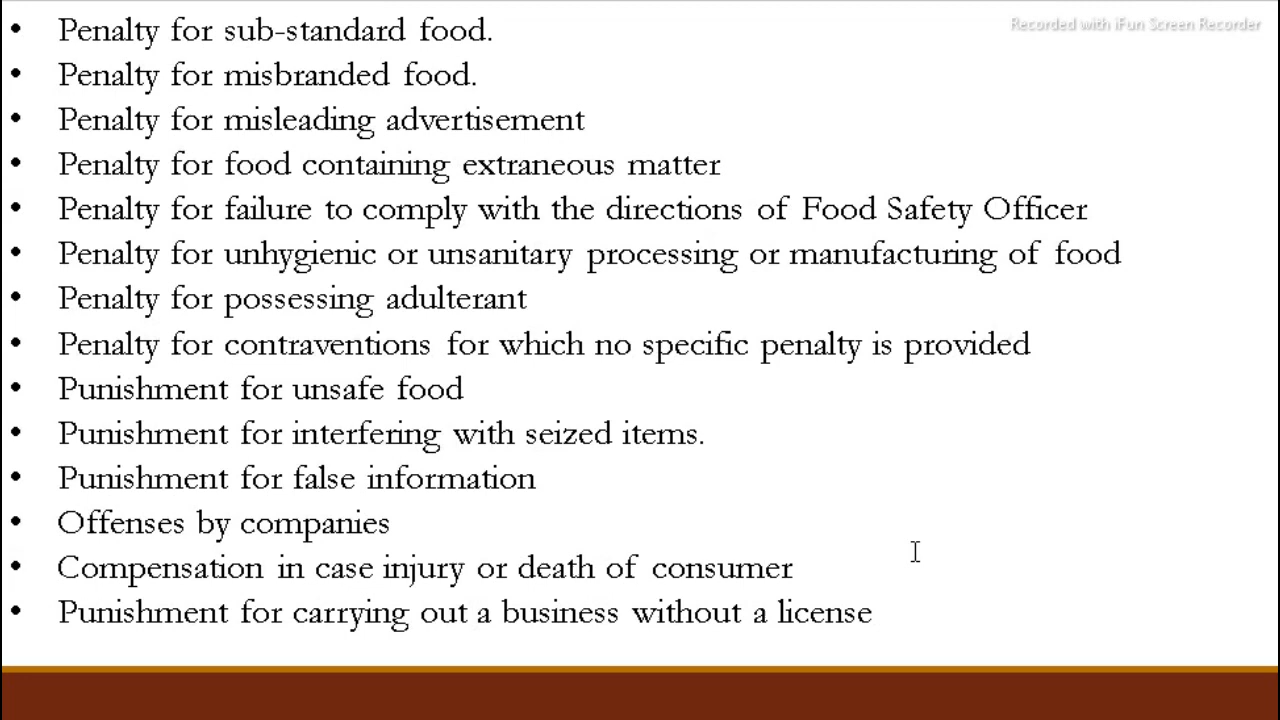 Recorded with iFun Screen Recorder
• Penalty for sub-standard food.
• Penalty for misbranded food.
• Penalty for misleading advertisement
• Penalty for food containing extraneous matter
• Penalty for failure to comply with the directions of Food Safety Officer
• Penalty for unhygienic or unsanitary processing or manufacturing of food
• Penalty for possessing adulterant
• Penalty for contraventions for which no specific penalty is provided
• Punishment for unsafe food
• Punishment for interfering with seized items.
• Punishment for false information
• Offenses by companies
• Compensation in case injury or death of consumer
• Punishment for carrying out a business without a license